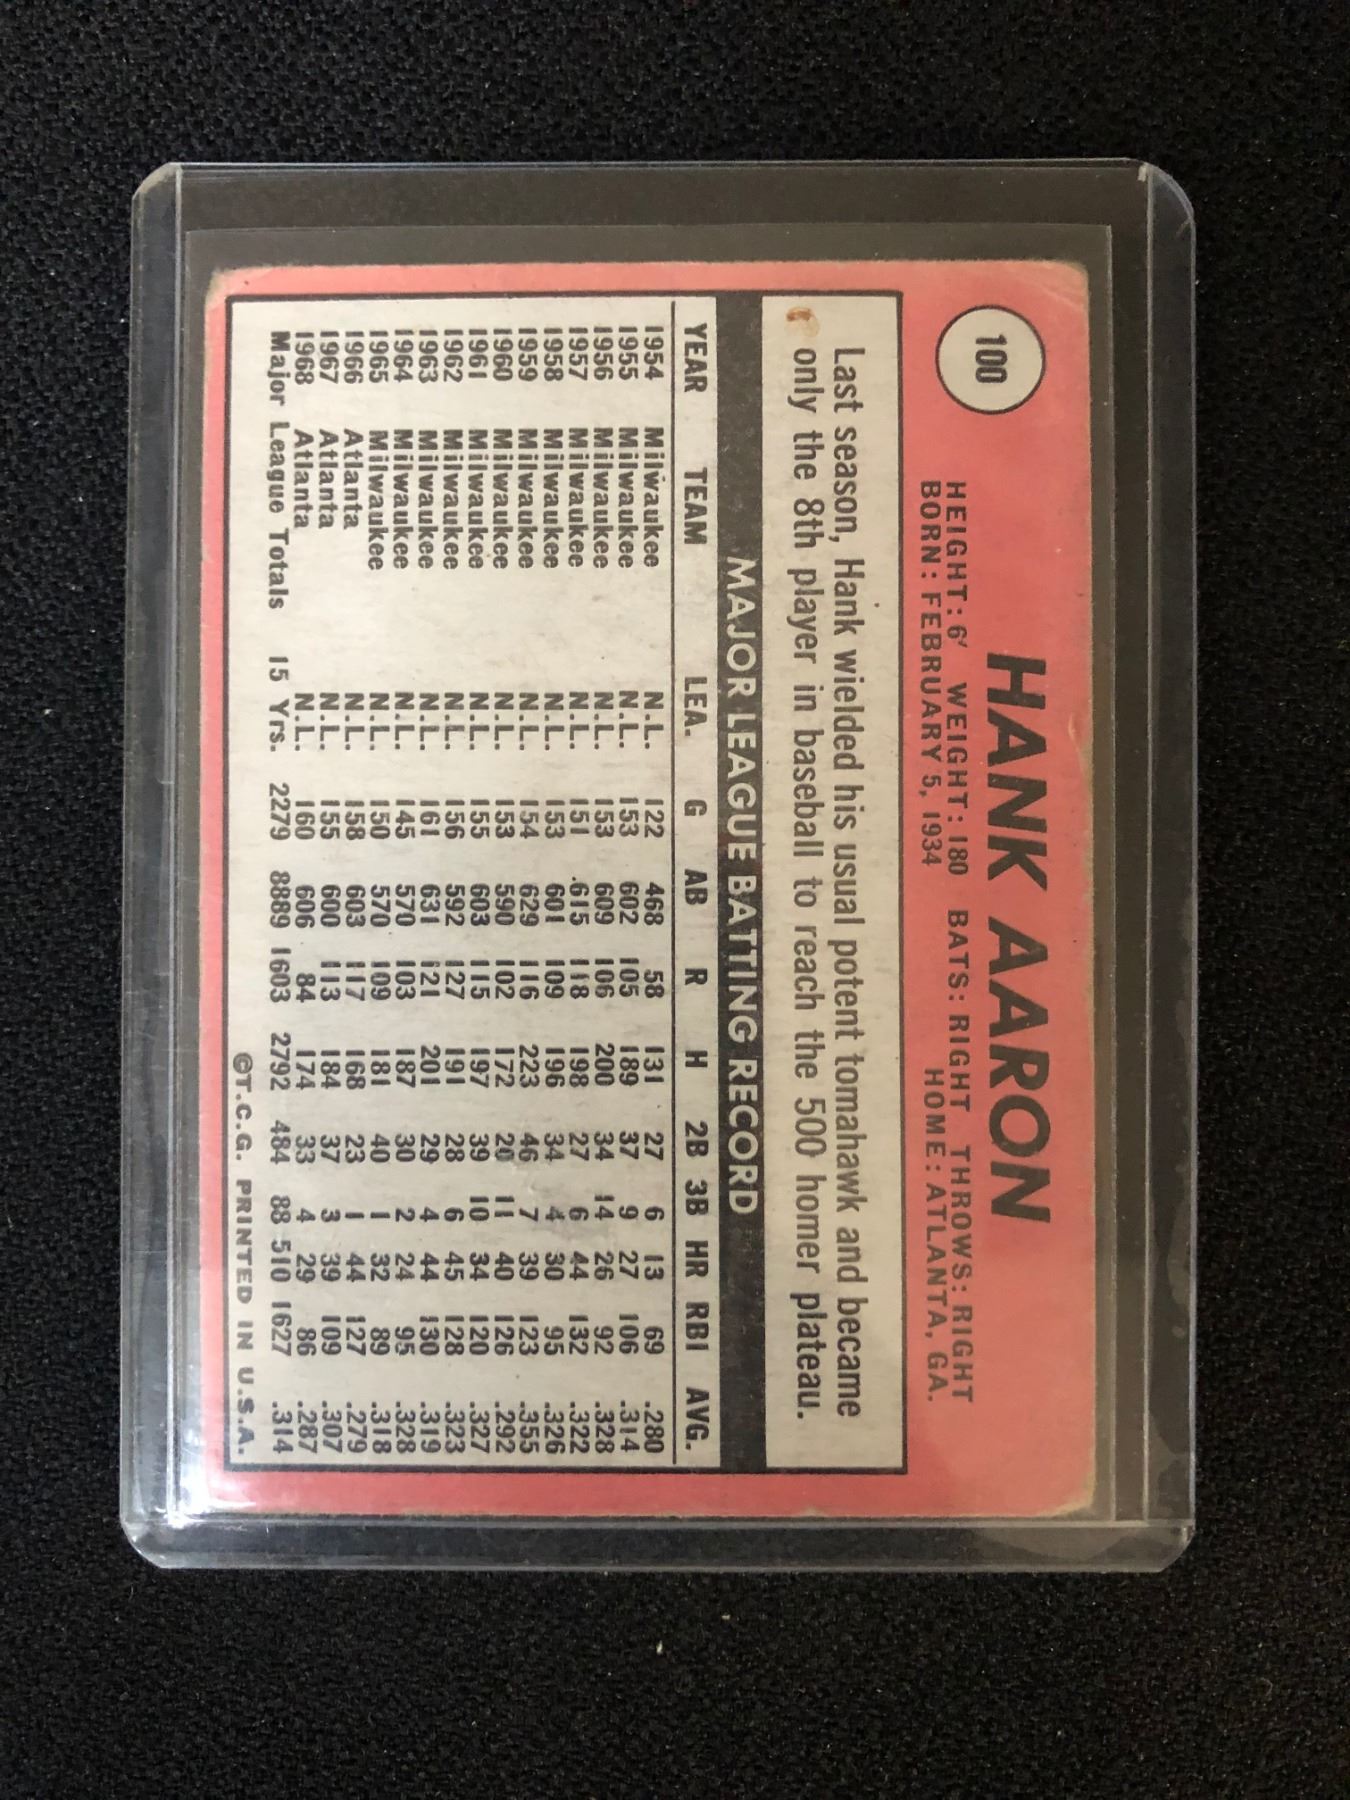 100
HANK AARON
HEIGHT: 6' WEIGHT: 180 BATS: RIGHT THROWS: RIGHT
BORN: FEBRUARY 5, 1934 HOME: ATLANTA, GA.
Last season, Hank wielded his usual potent tomahawk and became
only the 8th player in baseball to reach the 500 homer plateau.
MAJOR LEAGUE BATTING RECORD
YEAR TEAM LEA. G AB R H 2B 3B HR RBI AVG.
1954 Milwaukee N.L. 122 468 58 131 27 6 13 69 .280
1955 Milwaukee N.L. 153 602 105 189 37 9 27 106 .314
1956 Milwaukee N.L. 153 609 106 200 34 14 26 92 .328
1957 Milwaukee N.L. 151 615 118 198 27 6 44 132 .322
1958 Milwaukee N.L. 153 601 109 196 34 4 30 95 .326
1959 Milwaukee N.L. 154 629 116 223 46 7 39 123 .355
1960 Milwaukee N.L. 153 590 102 172 20 11 40 126 .292
1961 Milwaukee N.L. 155 603 115 197 39 10 34 120 .327
1962 Milwaukee N.L. 156 592 127 191 28 6 45 128 .323
1963 Milwaukee N.L. 161 631 121 201 29 4 44 130 .319
1964 Milwaukee N.L. 145 570 103 187 30 2 24 95 .328
1965 Milwaukee N.L. 150 570 109 181 40 1 32 89 .318
1966 Atlanta N.L. 158 603 117 168 23 1 44 127 .279
1967 Atlanta N.L. 155 600 113 184 37 3 39 109 .307
1968 Atlanta N.L. 160 606 84 174 33 4 29 86 .287
Major League Totals 15 Yrs. 2279 8889 1603 2792 484 88 510 1627 .314
©T.C.G. PRINTED IN U.S.A.